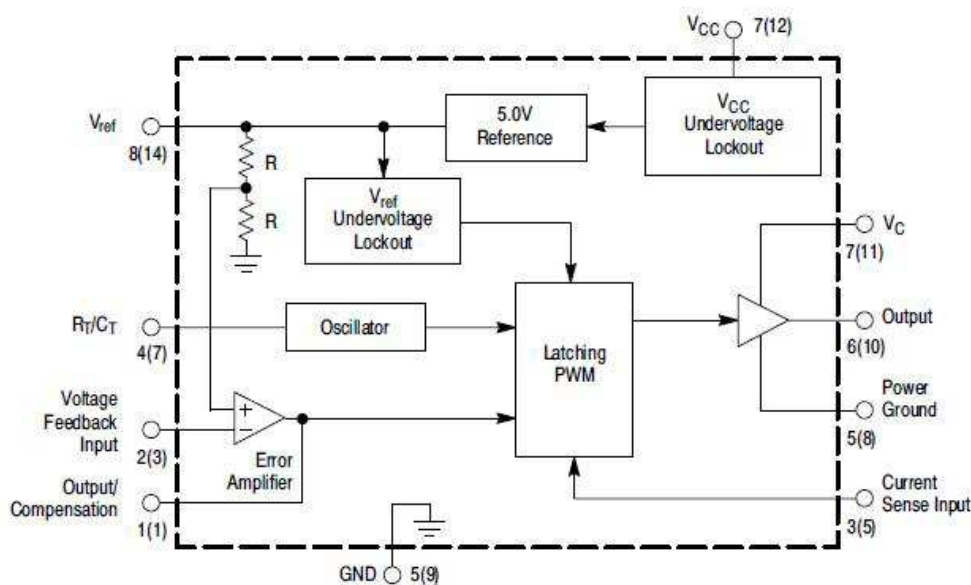 VCC
7(12)
VCC
Undervoltage
Lockout
5.0V
Reference
Vref
8(14)
R
R
Vref
Undervoltage
Lockout
VC
7(11)
RT/CT
4(7)
Oscillator
Latching
PWM
Output
6(10)
Voltage
Feedback
Input
2(3)
+
−
Error
Amplifier
Power
Ground
5(8)
Output/
Compensation
1(1)
Current
Sense Input
3(5)
GND
5(9)